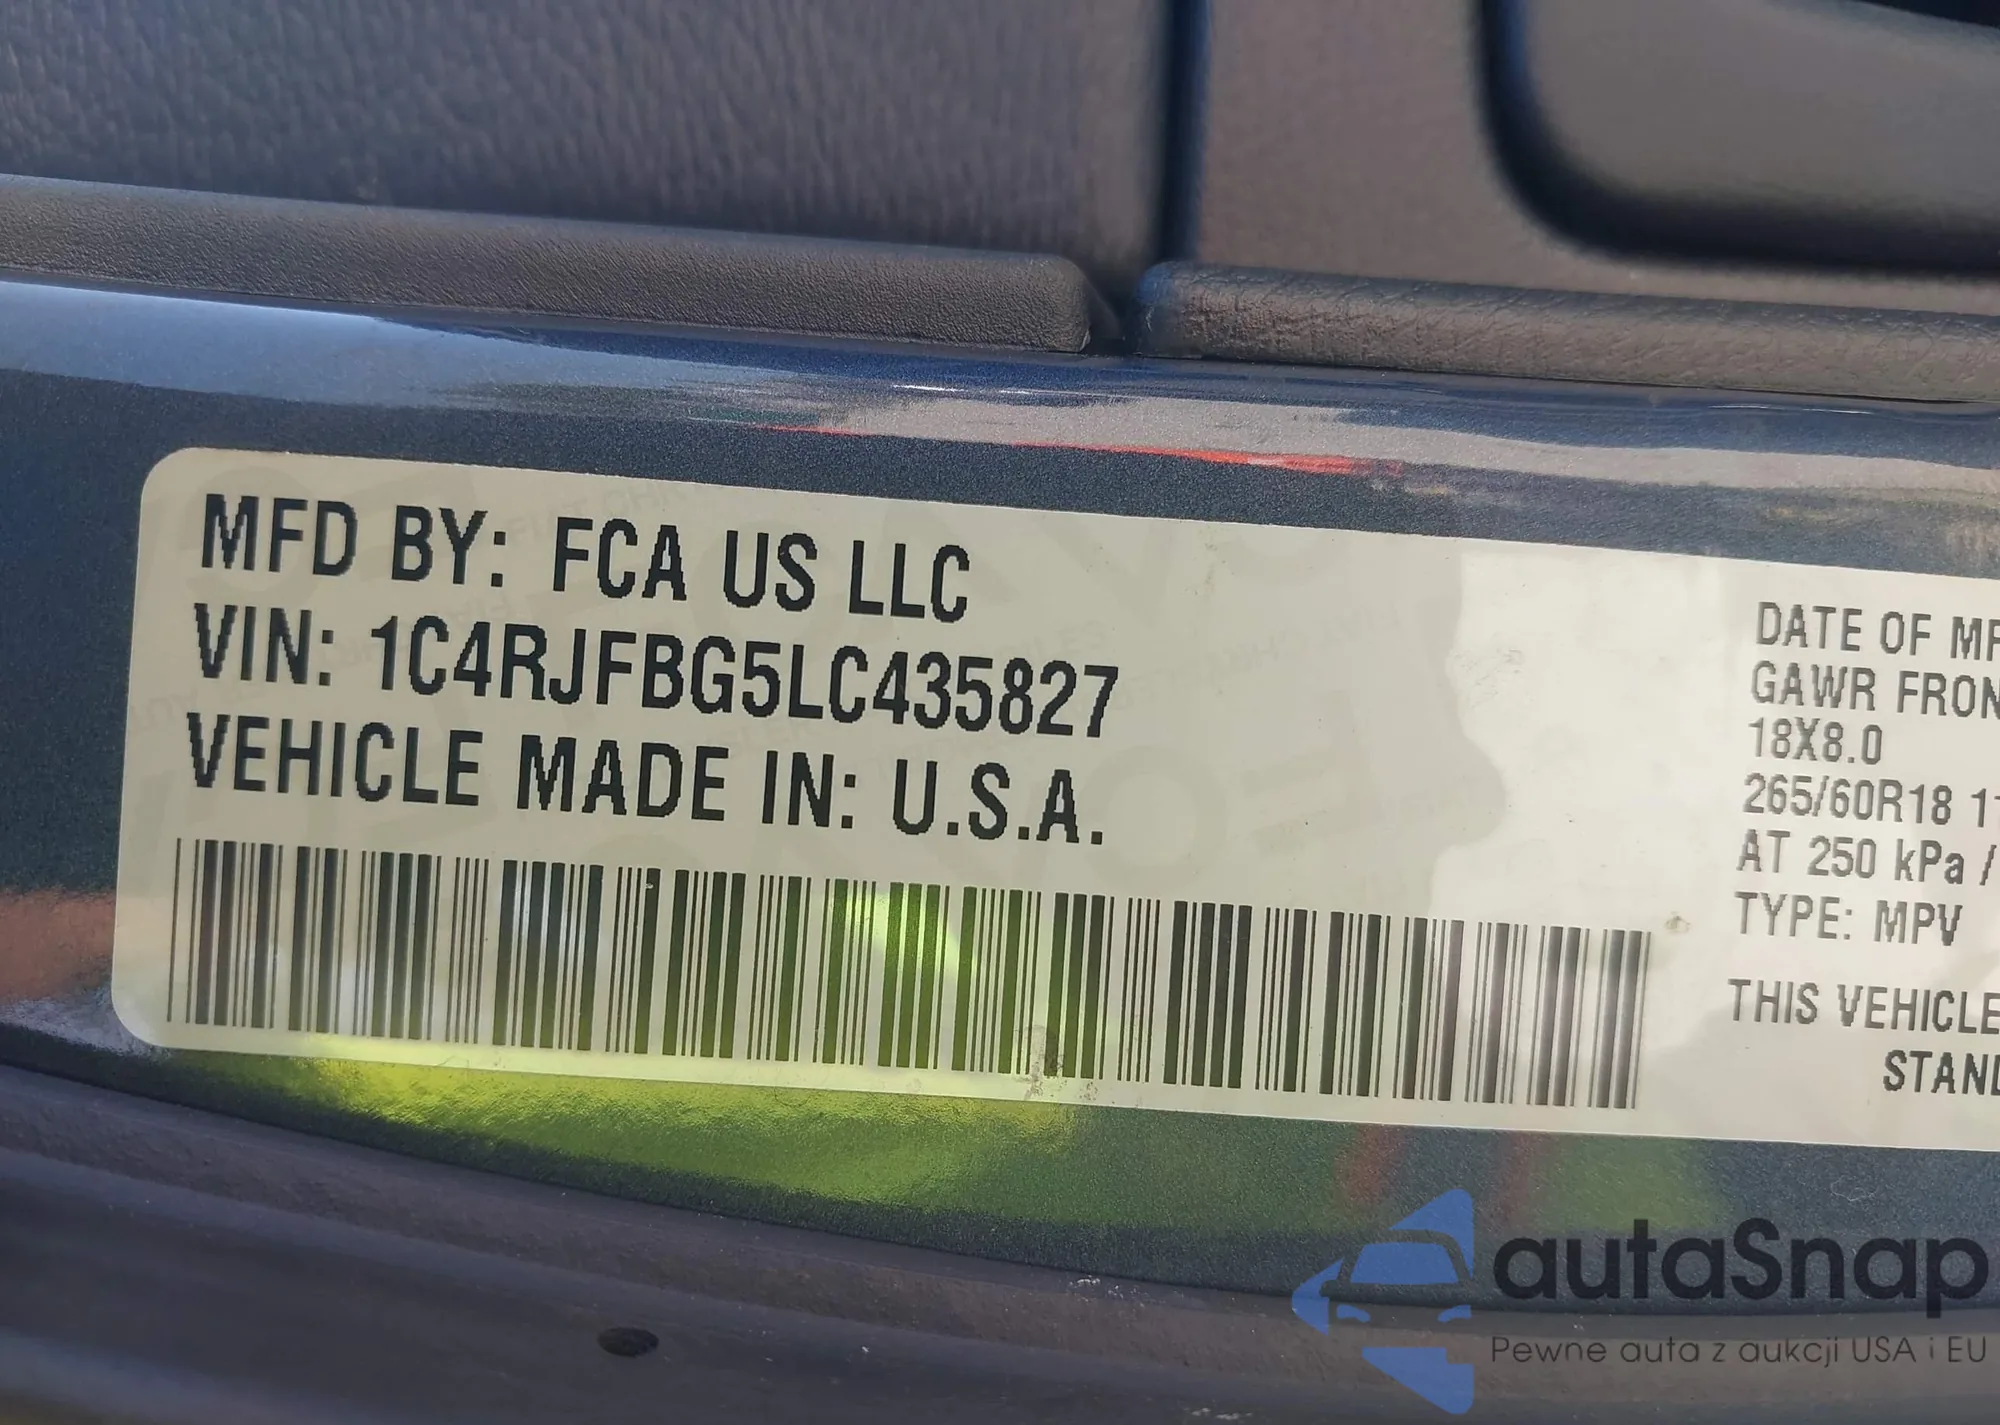 MFD BY: FCA US LLC
VIN: 1C4RJFBG5LC435827
VEHICLE MADE IN: U.S.A.
DATE OF
GAWR
18X8.0
265/60R18
AT 250 kPa /
TYPE: MPV
THIS VEHICLE
autaSnap
Pewne auta z aukcji USA i EU